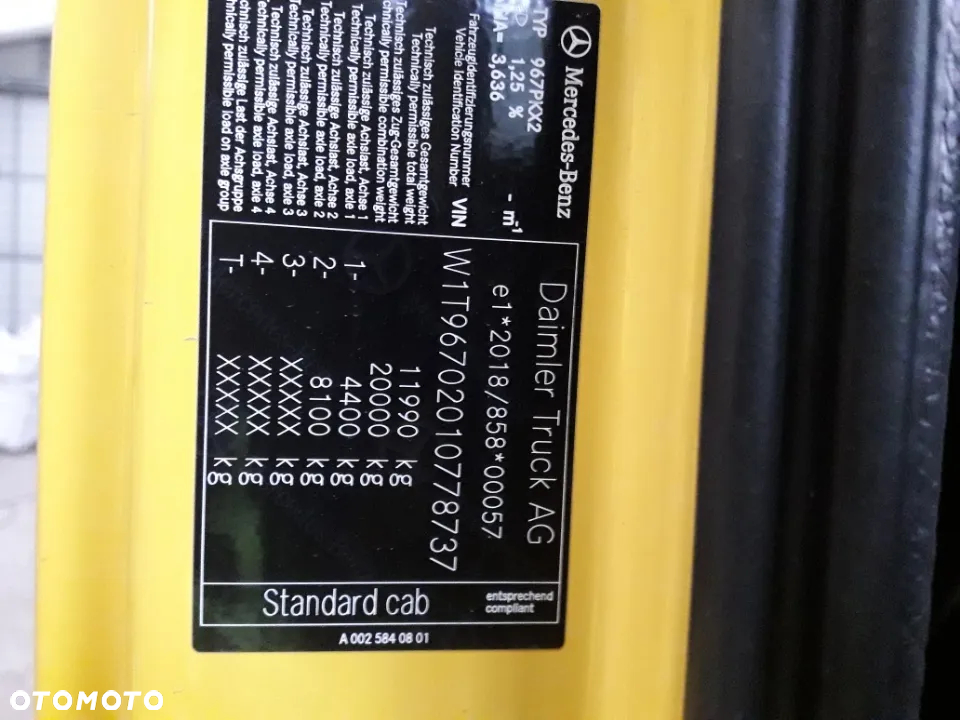 Mercedes-Benz
Daimler Truck AG
TYP 967PKX2
e1*2018/858*00057
1,25 % - m⁻¹
WA= 3,636
Fahrzeugidentifizierungsnummer
Vehicle Identification Number VIN W1T96702010778737
Technisch zulässiges Gesamtgewicht
Technically permissible total weight 11990 kg
Technisch zulässiges Zug-Gesamtgewicht
Technically permissible combination weight 20000 kg
Technisch zulässige Achslast, Achse 1
Technically permissible axle load, axle 1 1- 4400 kg
Technisch zulässige Achslast, Achse 2
Technically permissible axle load, axle 2 2- 8100 kg
Technisch zulässige Achslast, Achse 3
Technically permissible axle load, axle 3 3- XXXXX kg
Technisch zulässige Achslast, Achse 4
Technically permissible axle load, axle 4 4- XXXXX kg
Technisch zulässige Last der Achsgruppe
Technically permissible load on axle group T- XXXXX kg
Standard cab
entsprechend
compliant
A 002 584 08 01
OTOMOTO